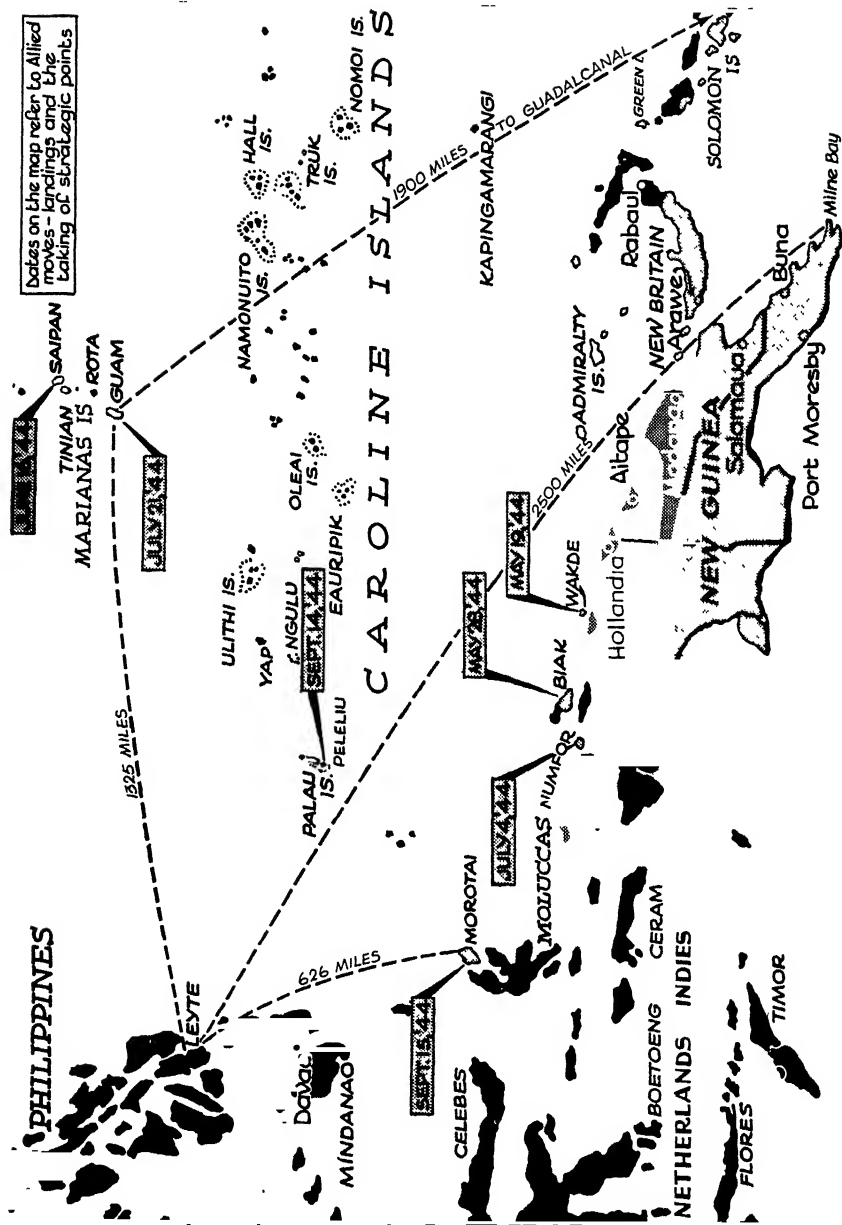 Dates on the map refer to Allied
moves - landings and the
taking of strategic points
PHILIPPINES
LEYTE
Davao
MINDANAO
1325 MILES
626 MILES
SAIPAN
TINIAN
MARIANAS IS
ROTA
GUAM
JULY 21,'44
ULITHI IS.
YAP
NGULU
SEPT. 14,'44
PALAU
IS.
PELELIU
EAURIPIK
OLEAI
IS.
NAMONUITO
IS.
HALL
IS.
TRUK
IS.
NOMOI IS.
CAROLINE ISLANDS
1900 MILES TO GUADALCANAL
KAPINGAMARANGI
2500 MILES
MAY 28,'44
MAY 19,'44
JULY 4,'44
SEPT. 15,'44
MOROTAI
MOLUCCAS
NUMFOR
BIAK
WAKDE
Hollandia
Aitape
ADMIRALTY
IS.
NEW BRITAIN
Rabaul
Arawe
GREEN I
SOLOMON
IS
NEW GUINEA
Salamaua
Buna
Milne Bay
Port Moresby
CELEBES
BOETOENG
CERAM
NETHERLANDS INDIES
FLORES
TIMOR